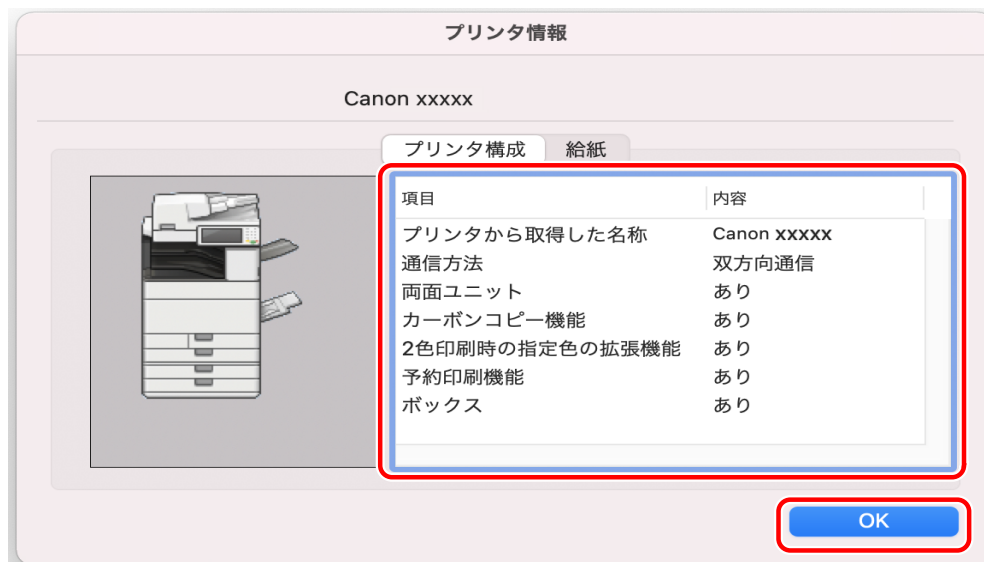 プリンタ情報
Canon xxxxx
プリンタ構成 給紙
項目 内容
プリンタから取得した名称 Canon xxxxx
通信方法 双方向通信
両面ユニット あり
カーボンコピー機能 あり
2色印刷時の指定色の拡張機能 あり
予約印刷機能 あり
ボックス あり
OK